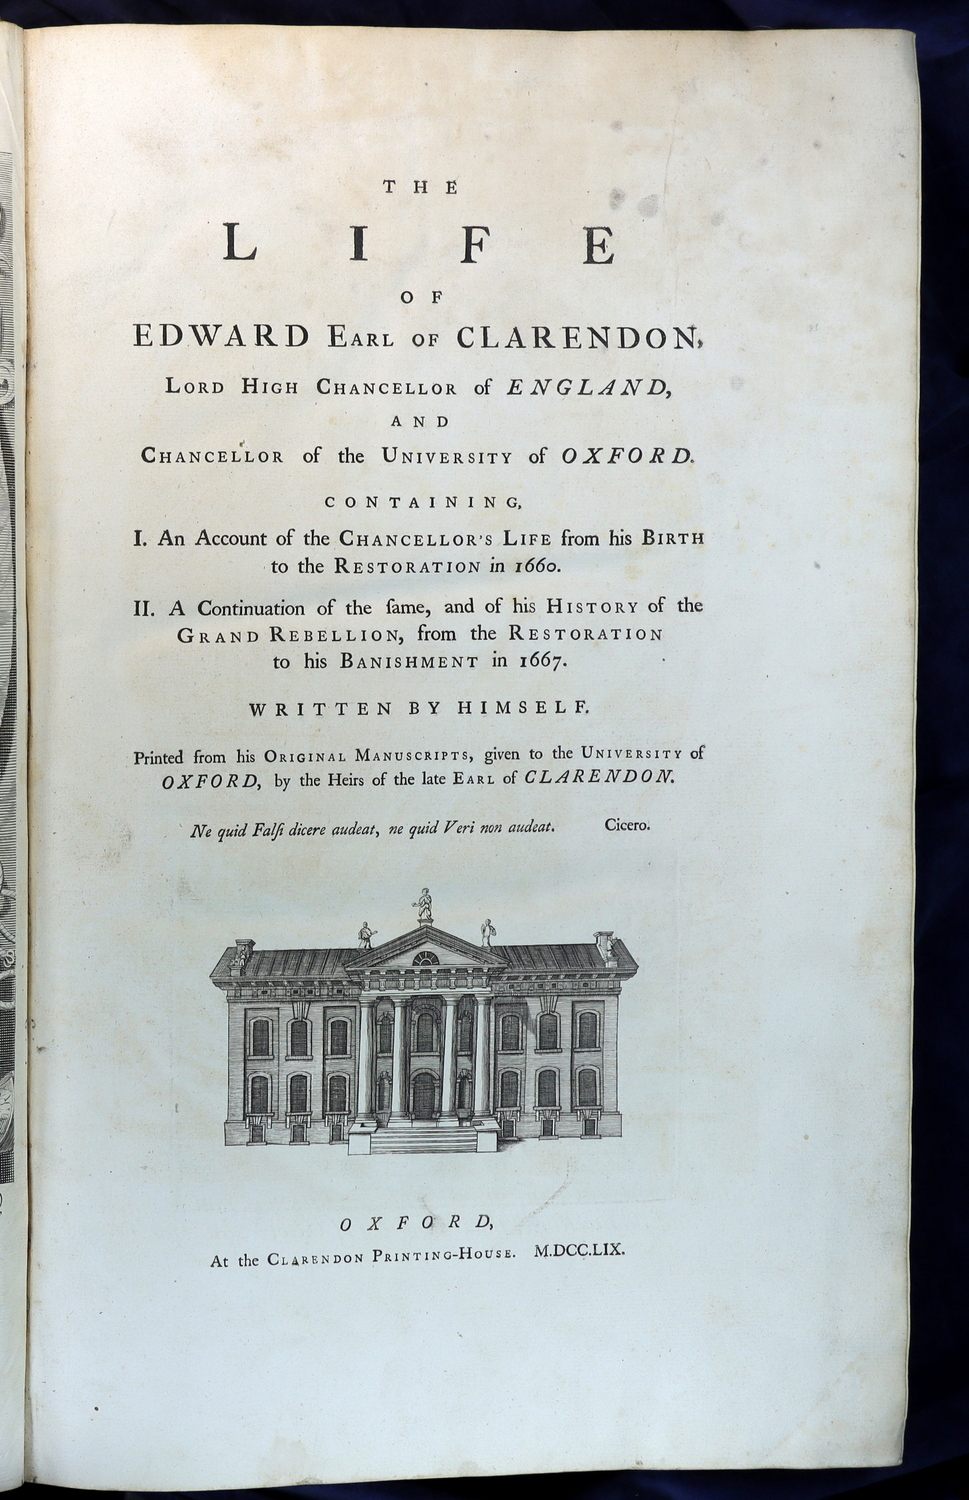 THE
LIFE
OF
EDWARD EARL OF CLARENDON,
LORD HIGH CHANCELLOR of ENGLAND,
AND
CHANCELLOR of the UNIVERSITY of OXFORD.
CONTAINING,
I. An Account of the CHANCELLOR'S LIFE from his BIRTH
to the RESTORATION in 1660.
II. A Continuation of the ſame, and of his HISTORY of the
GRAND REBELLION, from the RESTORATION
to his BANISHMENT in 1667.
WRITTEN BY HIMSELF.
Printed from his ORIGINAL MANUSCRIPTS, given to the UNIVERSITY of
OXFORD, by the Heirs of the late EARL of CLARENDON.
Ne quid Falſi dicere audeat, ne quid Veri non audeat. Cicero.
OXFORD,
At the CLARENDON PRINTING-HOUSE. M.DCC.LIX.